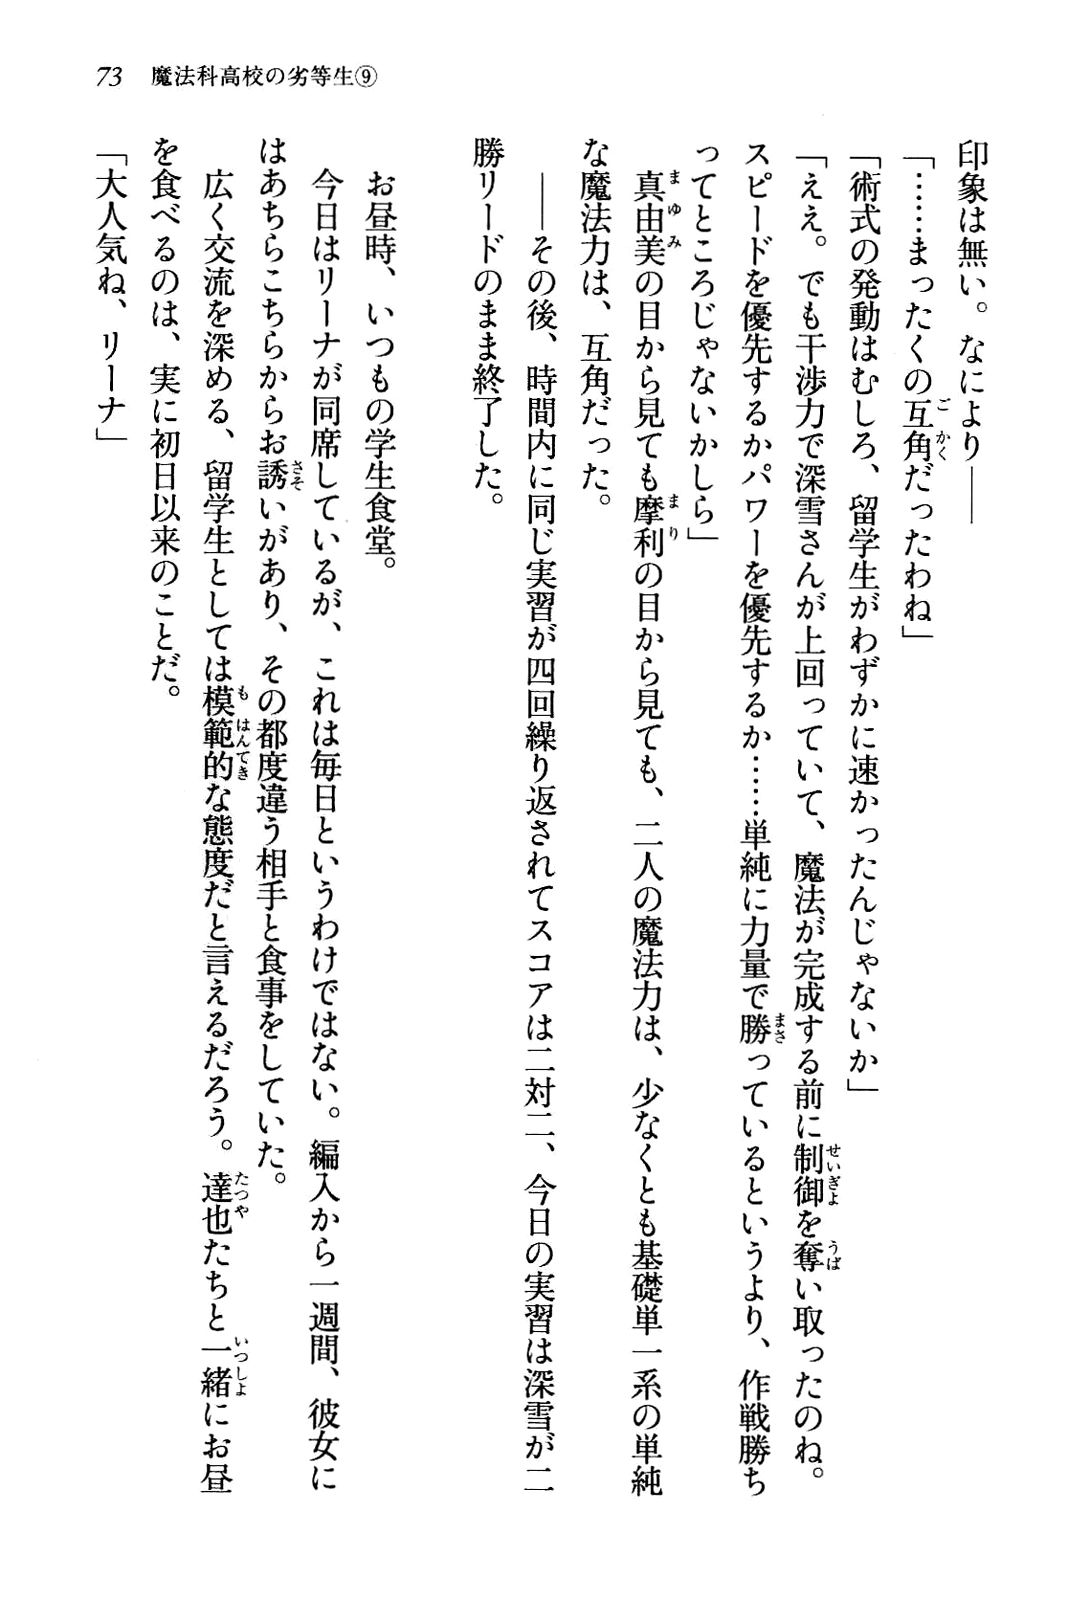 73　魔法科高校の劣等生⑨
印象は無い。なにより――
「……まったくの互角だったわね」
「術式の発動はむしろ、留学生がわずかに速かったんじゃないか」
「ええ。でも干渉力で深雪さんが上回っていて、魔法が完成する前に制御を奪い取ったのね。
スピードを優先するかパワーを優先するか……単純に力量で勝っているというより、作戦勝ち
ってところじゃないかしら」
真由美の目から見ても摩利の目から見ても、二人の魔法力は、少なくとも基礎単一系の単純
な魔法力は、互角だった。
――その後、時間内に同じ実習が四回繰り返されてスコアは二対二、今日の実習は深雪が二
勝リードのまま終了した。
お昼時、いつもの学生食堂。
今日はリーナが同席しているが、これは毎日というわけではない。編入から一週間、彼女に
はあちらこちらからお誘いがあり、その都度違う相手と食事をしていた。
広く交流を深める、留学生としては模範的な態度だと言えるだろう。達也たちと一緒にお昼
を食べるのは、実に初日以来のことだ。
「大人気ね、リーナ」